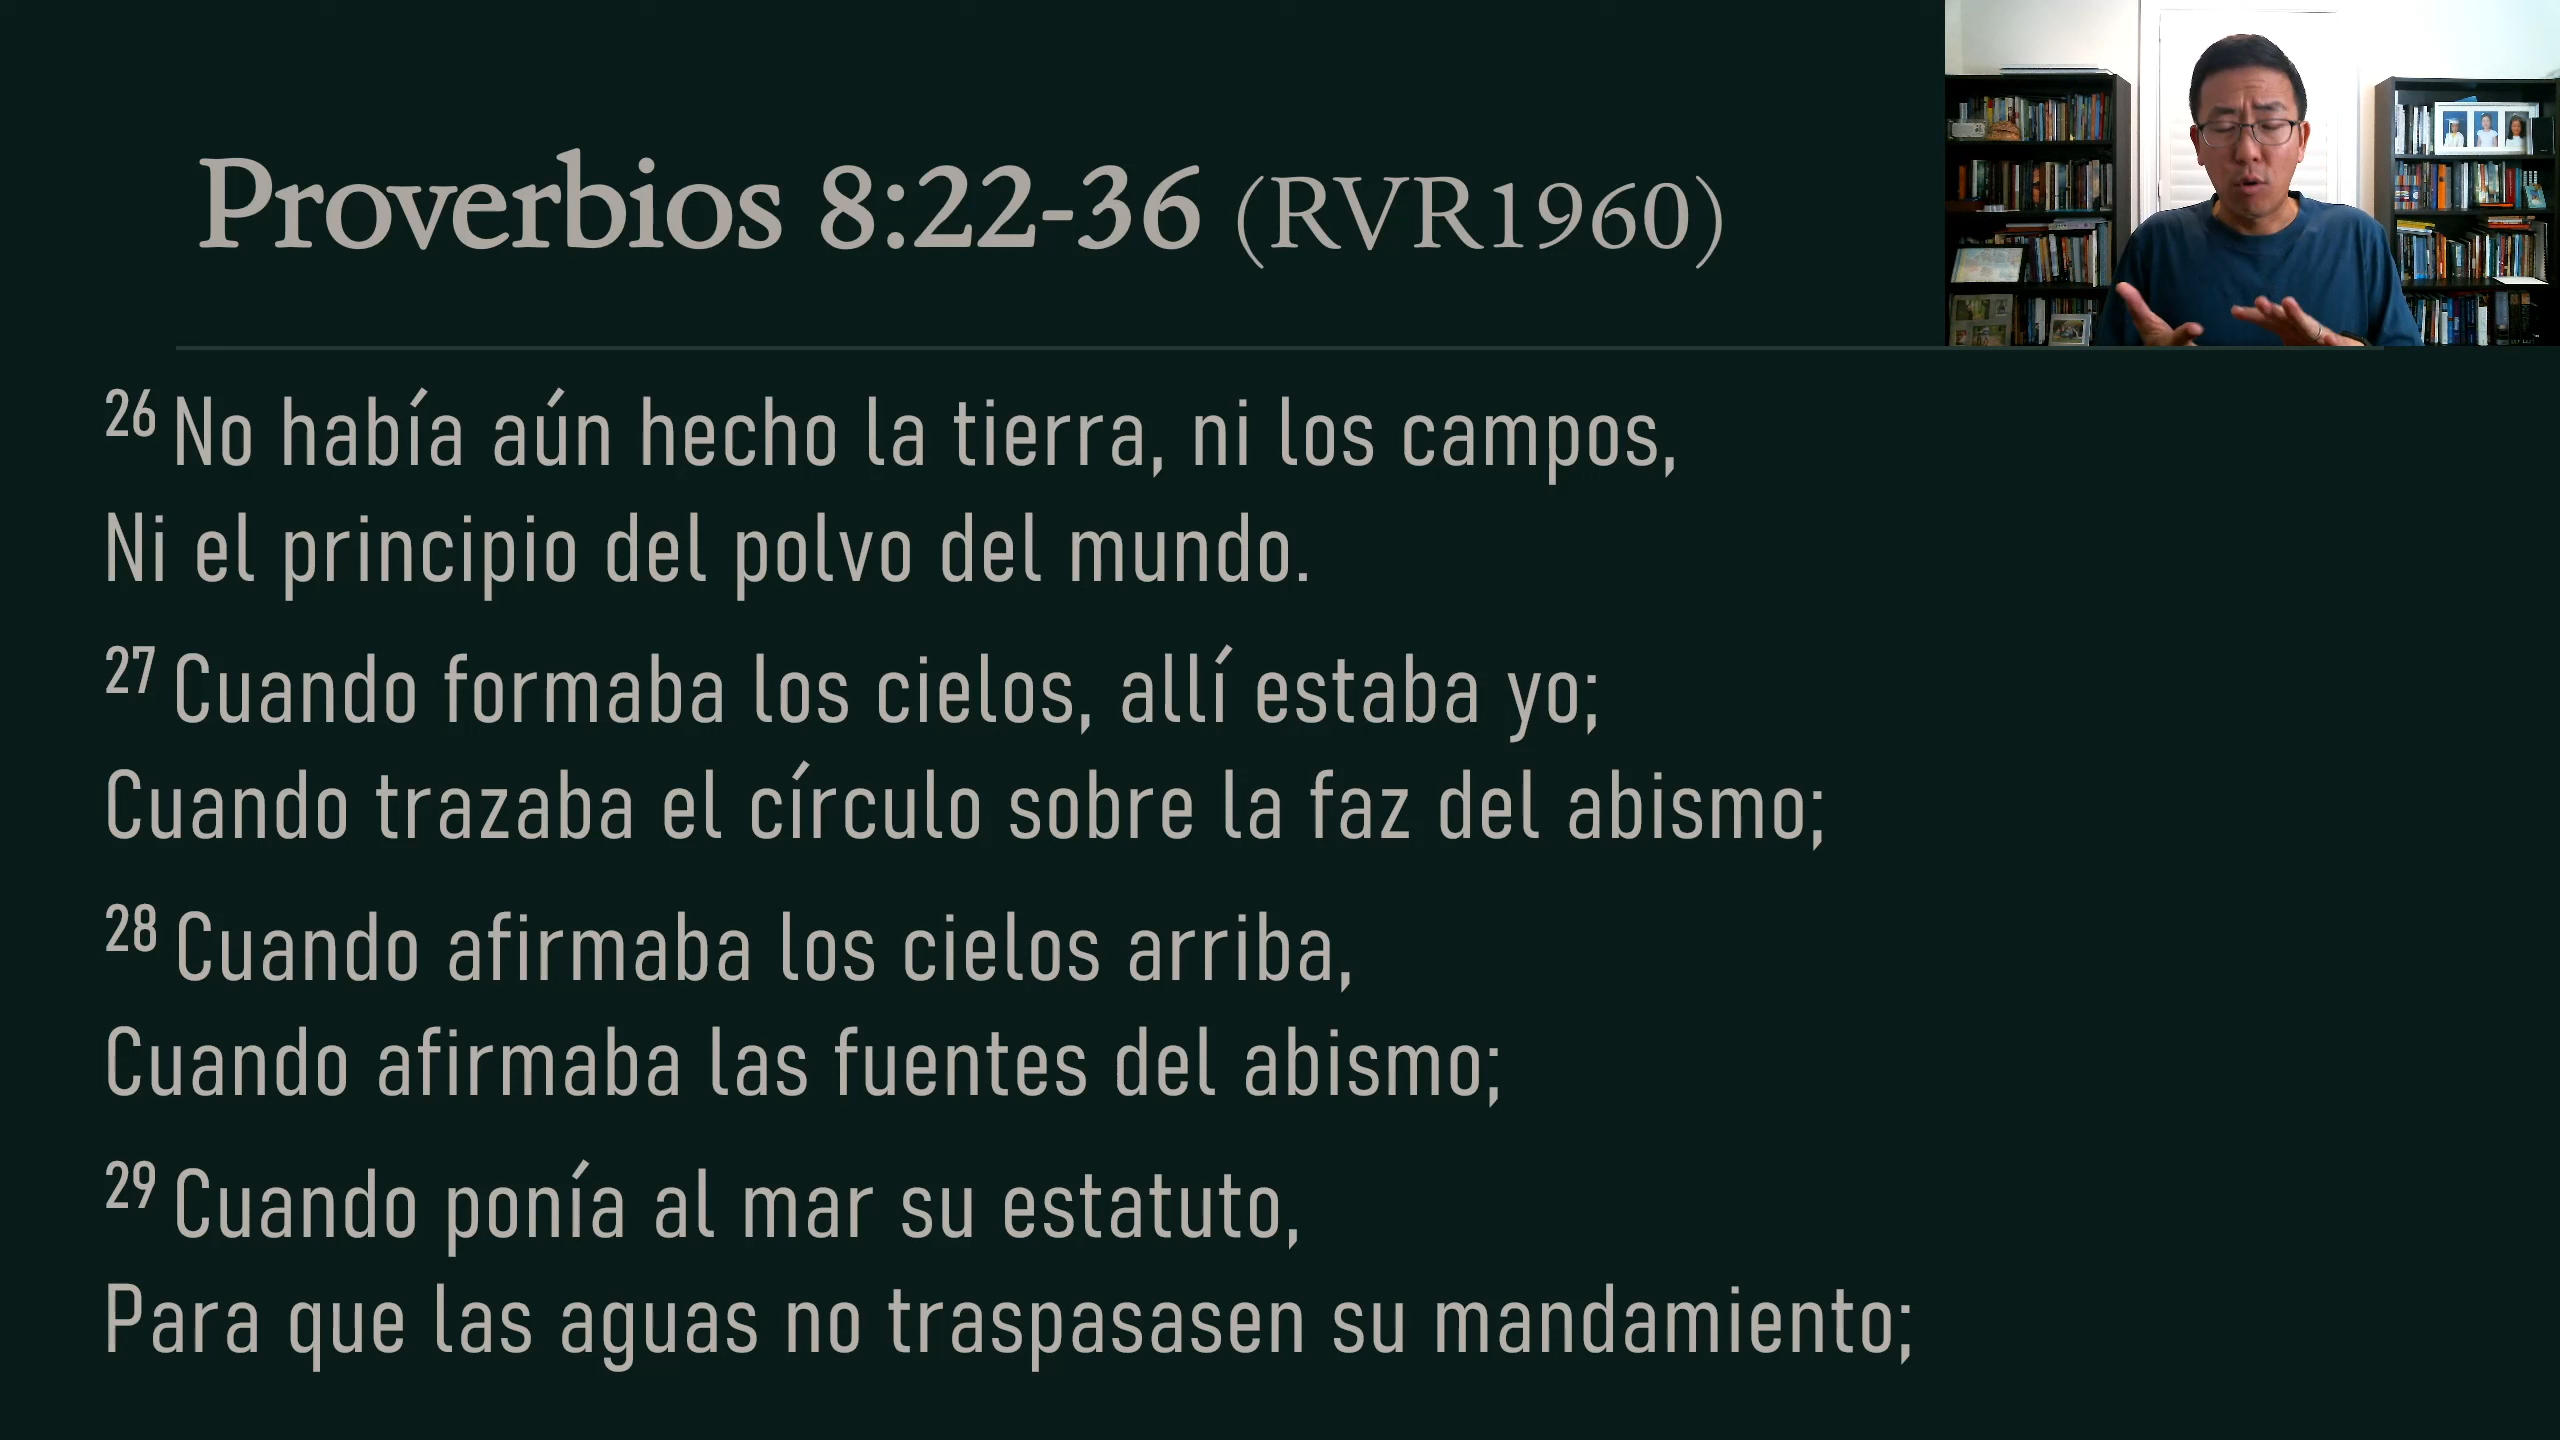 Proverbios 8:22-36 (RVR1960)
26 No había aún hecho la tierra, ni los campos,
Ni el principio del polvo del mundo.
27 Cuando formaba los cielos, allí estaba yo;
Cuando trazaba el círculo sobre la faz del abismo;
28 Cuando afirmaba los cielos arriba,
Cuando afirmaba las fuentes del abismo;
29 Cuando ponía al mar su estatuto,
Para que las aguas no traspasasen su mandamiento;